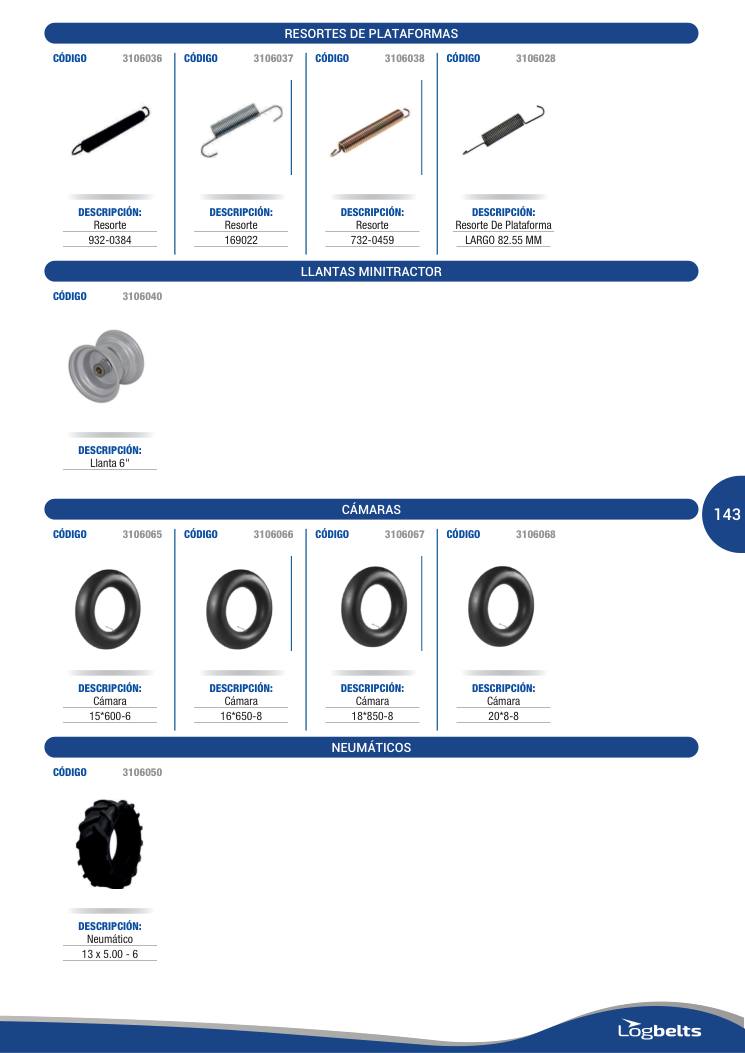 RESORTES DE PLATAFORMAS
CÓDIGO 3106036
DESCRIPCIÓN:
Resorte
932-0384
CÓDIGO 3106037
DESCRIPCIÓN:
Resorte
169022
CÓDIGO 3106038
DESCRIPCIÓN:
Resorte
732-0459
CÓDIGO 3106028
DESCRIPCIÓN:
Resorte De Plataforma
LARGO 82.55 MM
LLANTAS MINITRACTOR
CÓDIGO 3106040
DESCRIPCIÓN:
Llanta 6"
CÁMARAS
143
CÓDIGO 3106065
DESCRIPCIÓN:
Cámara
15*600-6
CÓDIGO 3106066
DESCRIPCIÓN:
Cámara
16*650-8
CÓDIGO 3106067
DESCRIPCIÓN:
Cámara
18*850-8
CÓDIGO 3106068
DESCRIPCIÓN:
Cámara
20*8-8
NEUMÁTICOS
CÓDIGO 3106050
DESCRIPCIÓN:
Neumático
13 x 5.00 - 6
Logbelts